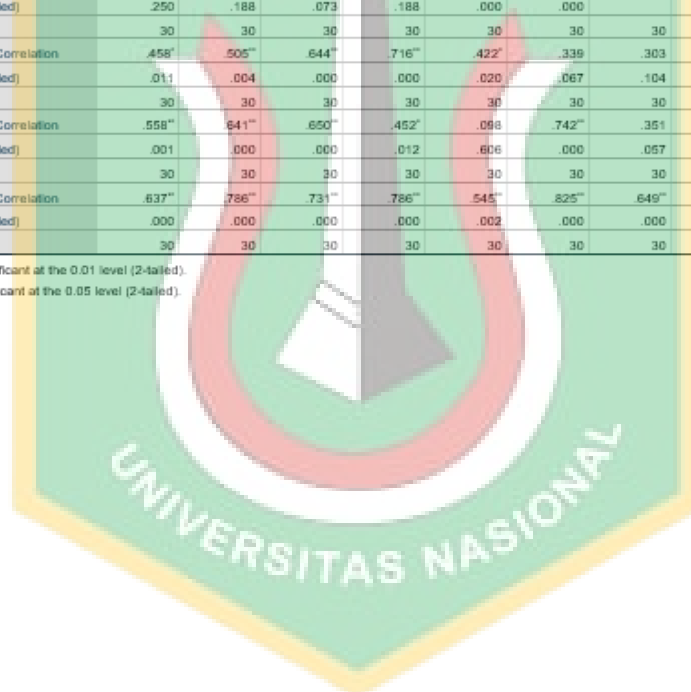 ed) .250 .188 .073 .188 .000 .000
30 30 30 30 30 30 30
Correlation .458* .505** .644** .716** .422* .339 .303
ed) .011 .004 .000 .000 .020 .067 .104
30 30 30 30 30 30 30
Correlation .558** .641** .650** .452* .098 .742** .351
ed) .001 .000 .000 .012 .606 .000 .057
30 30 30 30 30 30 30
Correlation .637** .786** .731** .786** .545** .825** .649**
ed) .000 .000 .000 .000 .002 .000 .000
30 30 30 30 30 30 30
ficant at the 0.01 level (2-tailed).
cant at the 0.05 level (2-tailed).
UNIVERSITAS NASIONAL